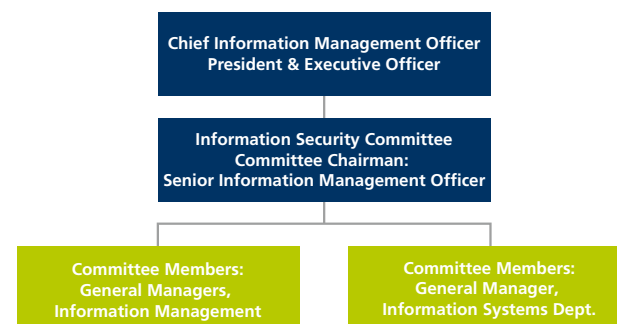 Chief Information Management Officer
President & Executive Officer
Information Security Committee
Committee Chairman:
Senior Information Management Officer
Committee Members:
General Managers,
Information Management
Committee Members:
General Manager,
Information Systems Dept.